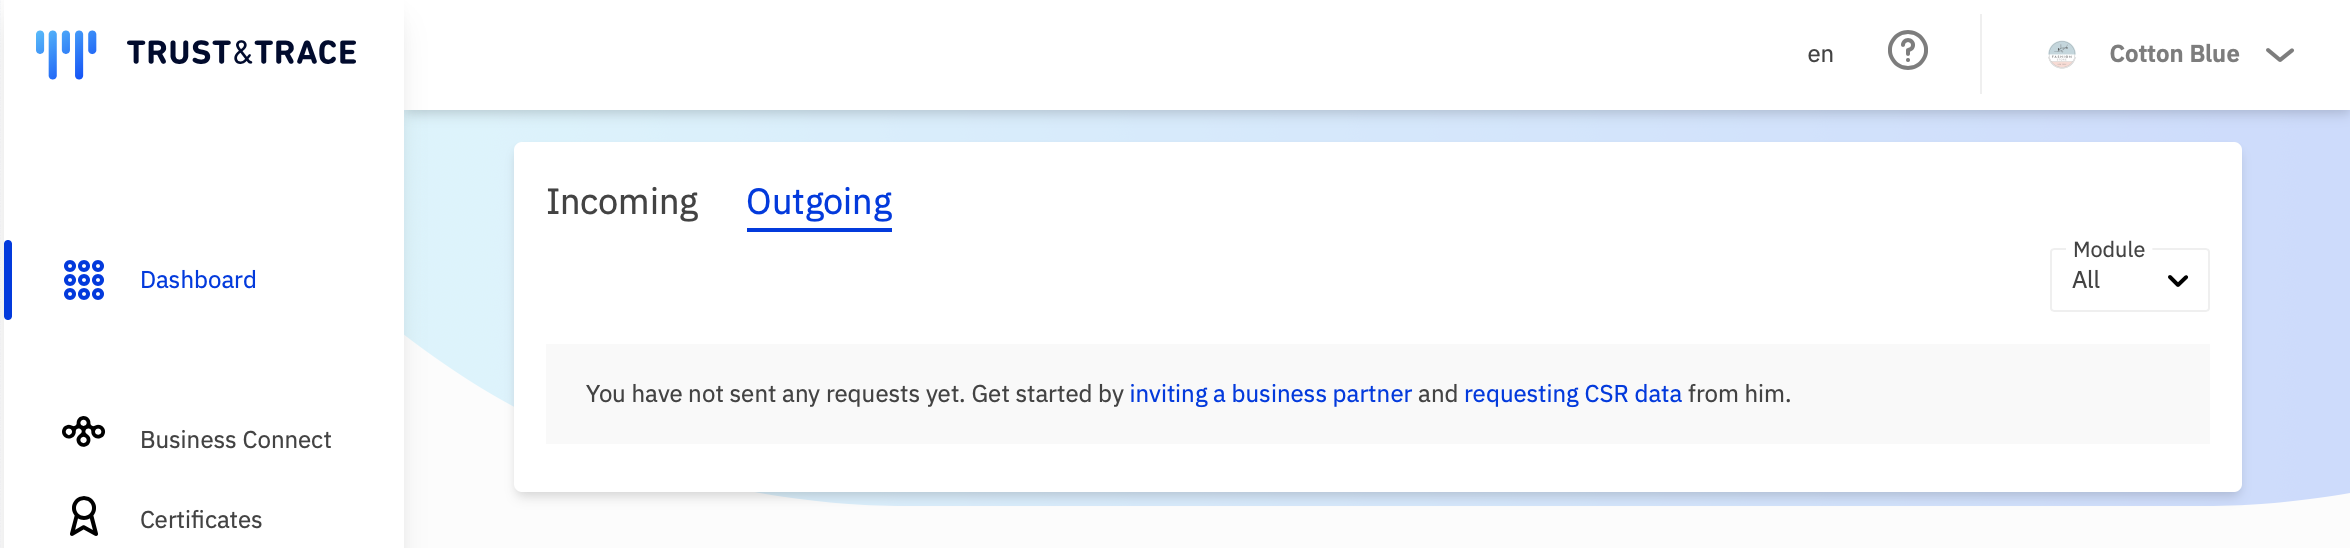 TRUST&TRACE
en
Cotton Blue
Dashboard
Business Connect
Certificates
Incoming
Outgoing
Module
All
You have not sent any requests yet. Get started by inviting a business partner and requesting CSR data from him.